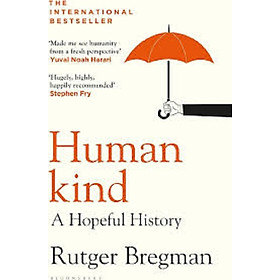 THE
INTERNATIONAL
BESTSELLER
'Made me see humanity
from a fresh perspective'
Yuval Noah Harari
'Hugely, highly,
happily recommended'
Stephen Fry
Human
kind
A Hopeful History
Rutger Bregman
BLOOMSBURY